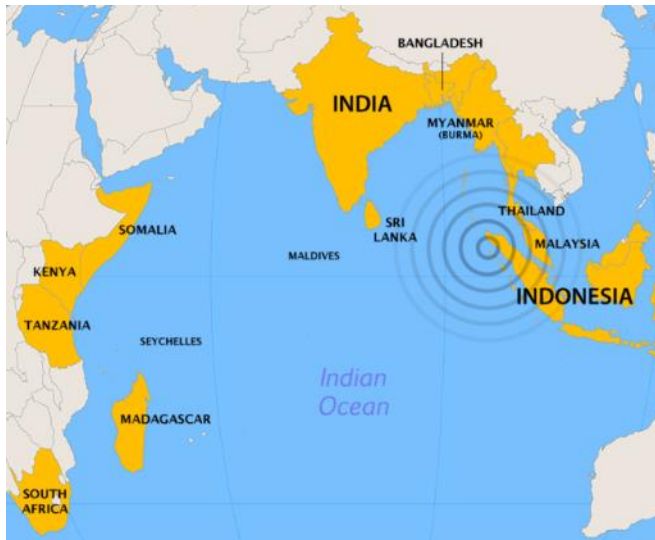 BANGLADESH
INDIA
MYANMAR
(BURMA)
THAILAND
SRI
LANKA
SOMALIA
MALAYSIA
MALDIVES
KENYA
INDONESIA
TANZANIA
SEYCHELLES
Indian
Ocean
MADAGASCAR
SOUTH
AFRICA